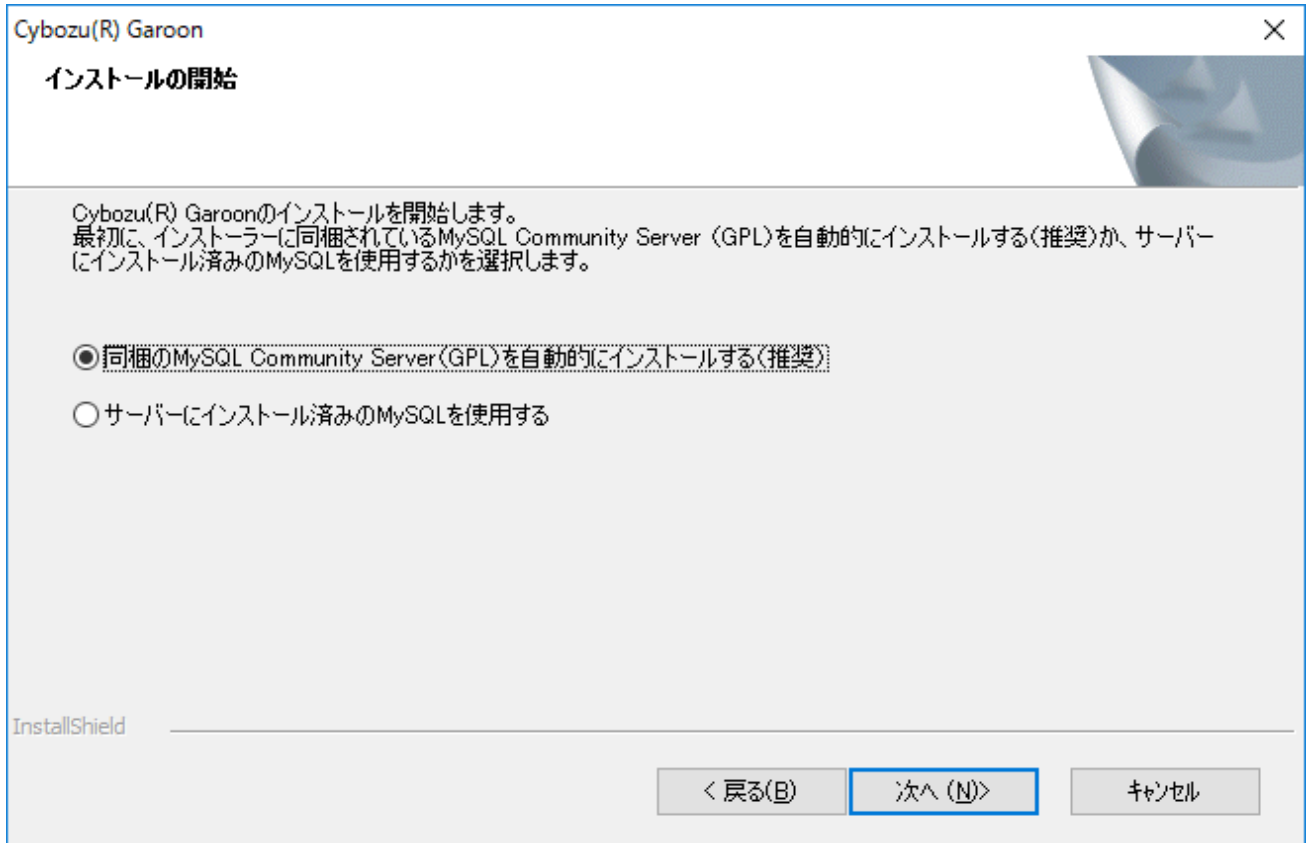 Cybozu(R) Garoon
インストールの開始
Cybozu(R) Garoonのインストールを開始します。
最初に、インストーラーに同梱されているMySQL Community Server (GPL)を自動的にインストールする(推奨)か、サーバー
にインストール済みのMySQLを使用するかを選択します。
同梱のMySQL Community Server(GPL)を自動的にインストールする(推奨)
サーバーにインストール済みのMySQLを使用する
InstallShield
< 戻る(B)
次へ (N)>
キャンセル